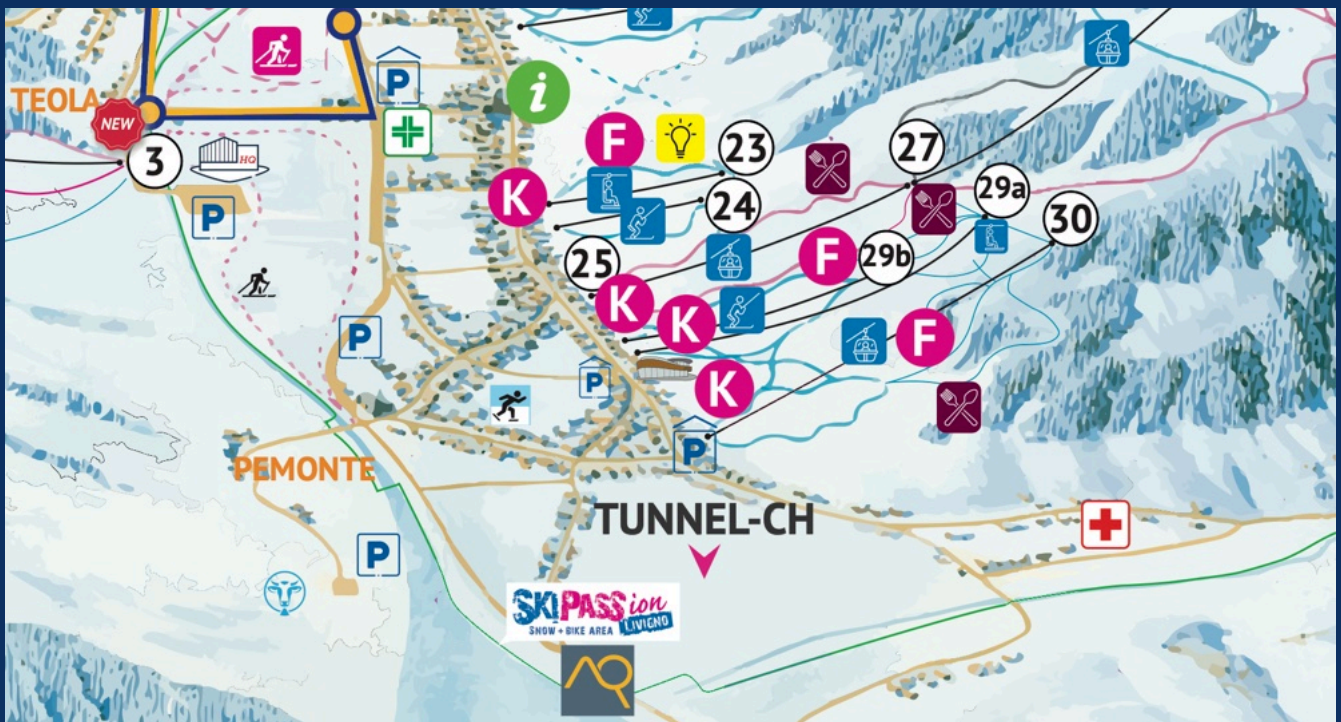 P
i
TEOLA
NEW
F
23
27
3
HQ
K
29a
24
30
P
25
F
29b
K
K
F
P
P
K
P
PEMONTE
TUNNEL-CH
P
SKIPASSion
SNOW + BIKE AREA LIVIGNO